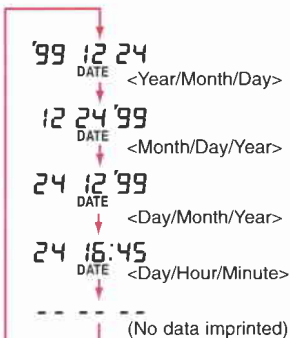 '99 12 24
DATE
<Year/Month/Day>
12 24 '99
DATE
<Month/Day/Year>
24 12 '99
DATE
<Day/Month/Year>
24 16:45
DATE
<Day/Hour/Minute>
-- -- --
(No data imprinted)